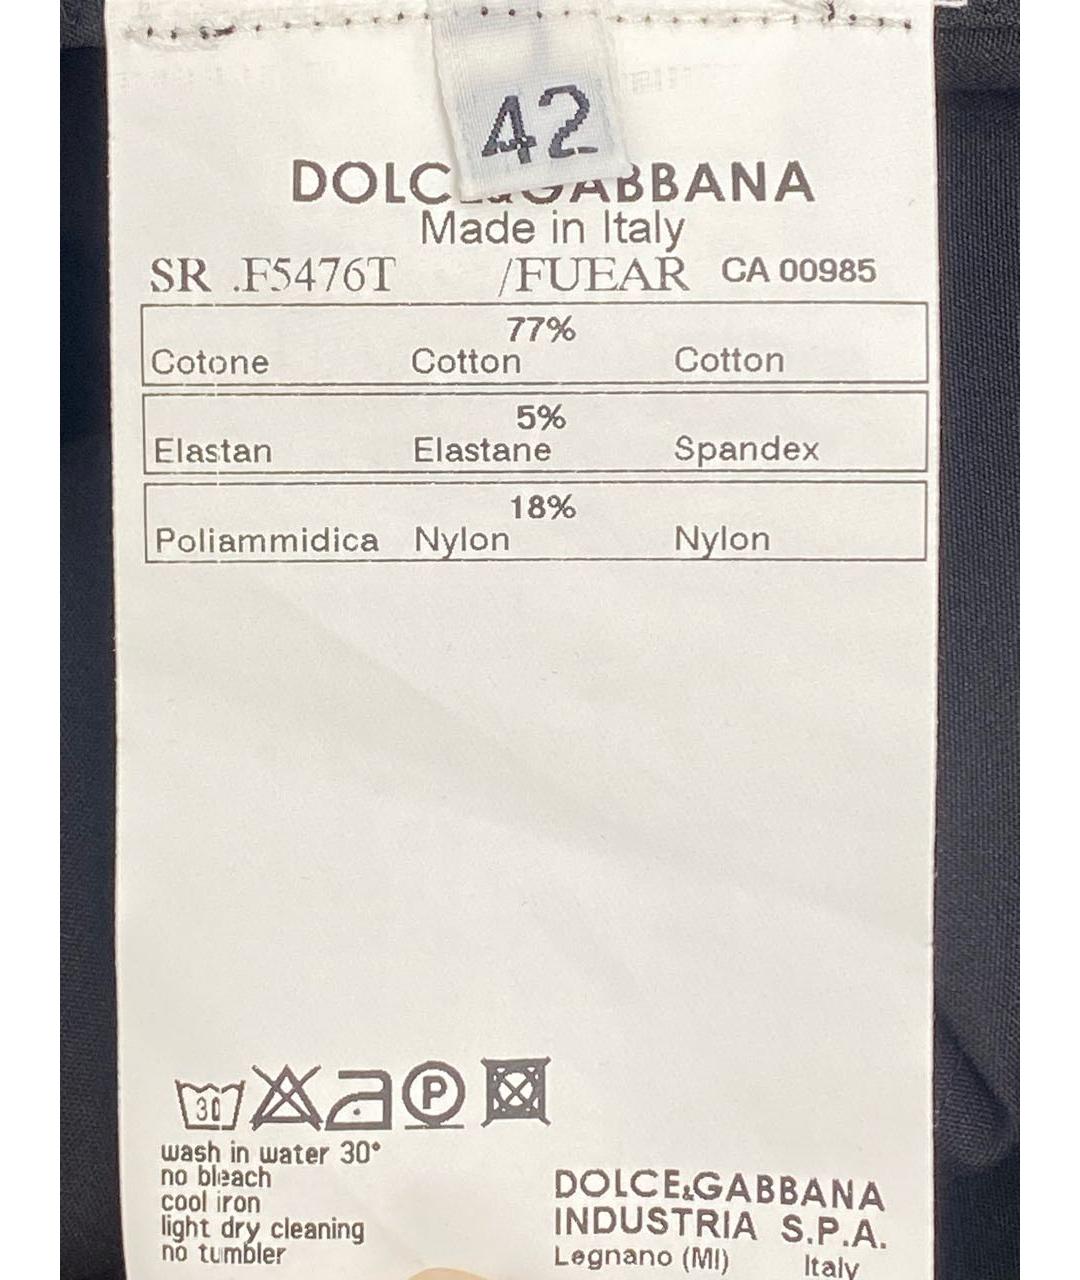 42
DOLCE&GABBANA
Made in Italy
SR .F5476T /FUEAR CA 00985
77%
Cotone Cotton Cotton
5%
Elastan Elastane Spandex
18%
Poliammidica Nylon Nylon
30 P
wash in water 30°
no bleach
cool iron
light dry cleaning
no tumbler
DOLCE&GABBANA
INDUSTRIA S.P.A.
Legnano (MI) Italy